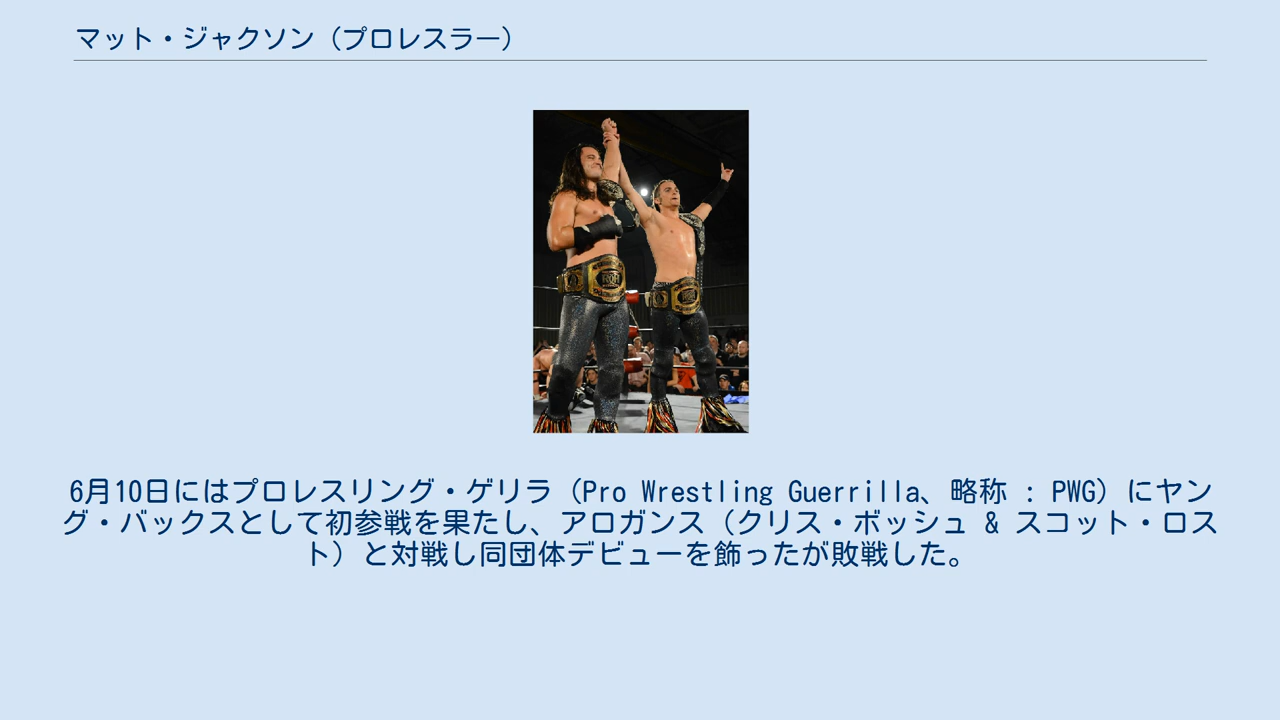 マット・ジャクソン（プロレスラー）
6月10日にはプロレスリング・ゲリラ（Pro Wrestling Guerrilla、略称 : PWG）にヤン
グ・バックスとして初参戦を果たし、アロガンス（クリス・ボッシュ & スコット・ロス
ト）と対戦し同団体デビューを飾ったが敗戦した。